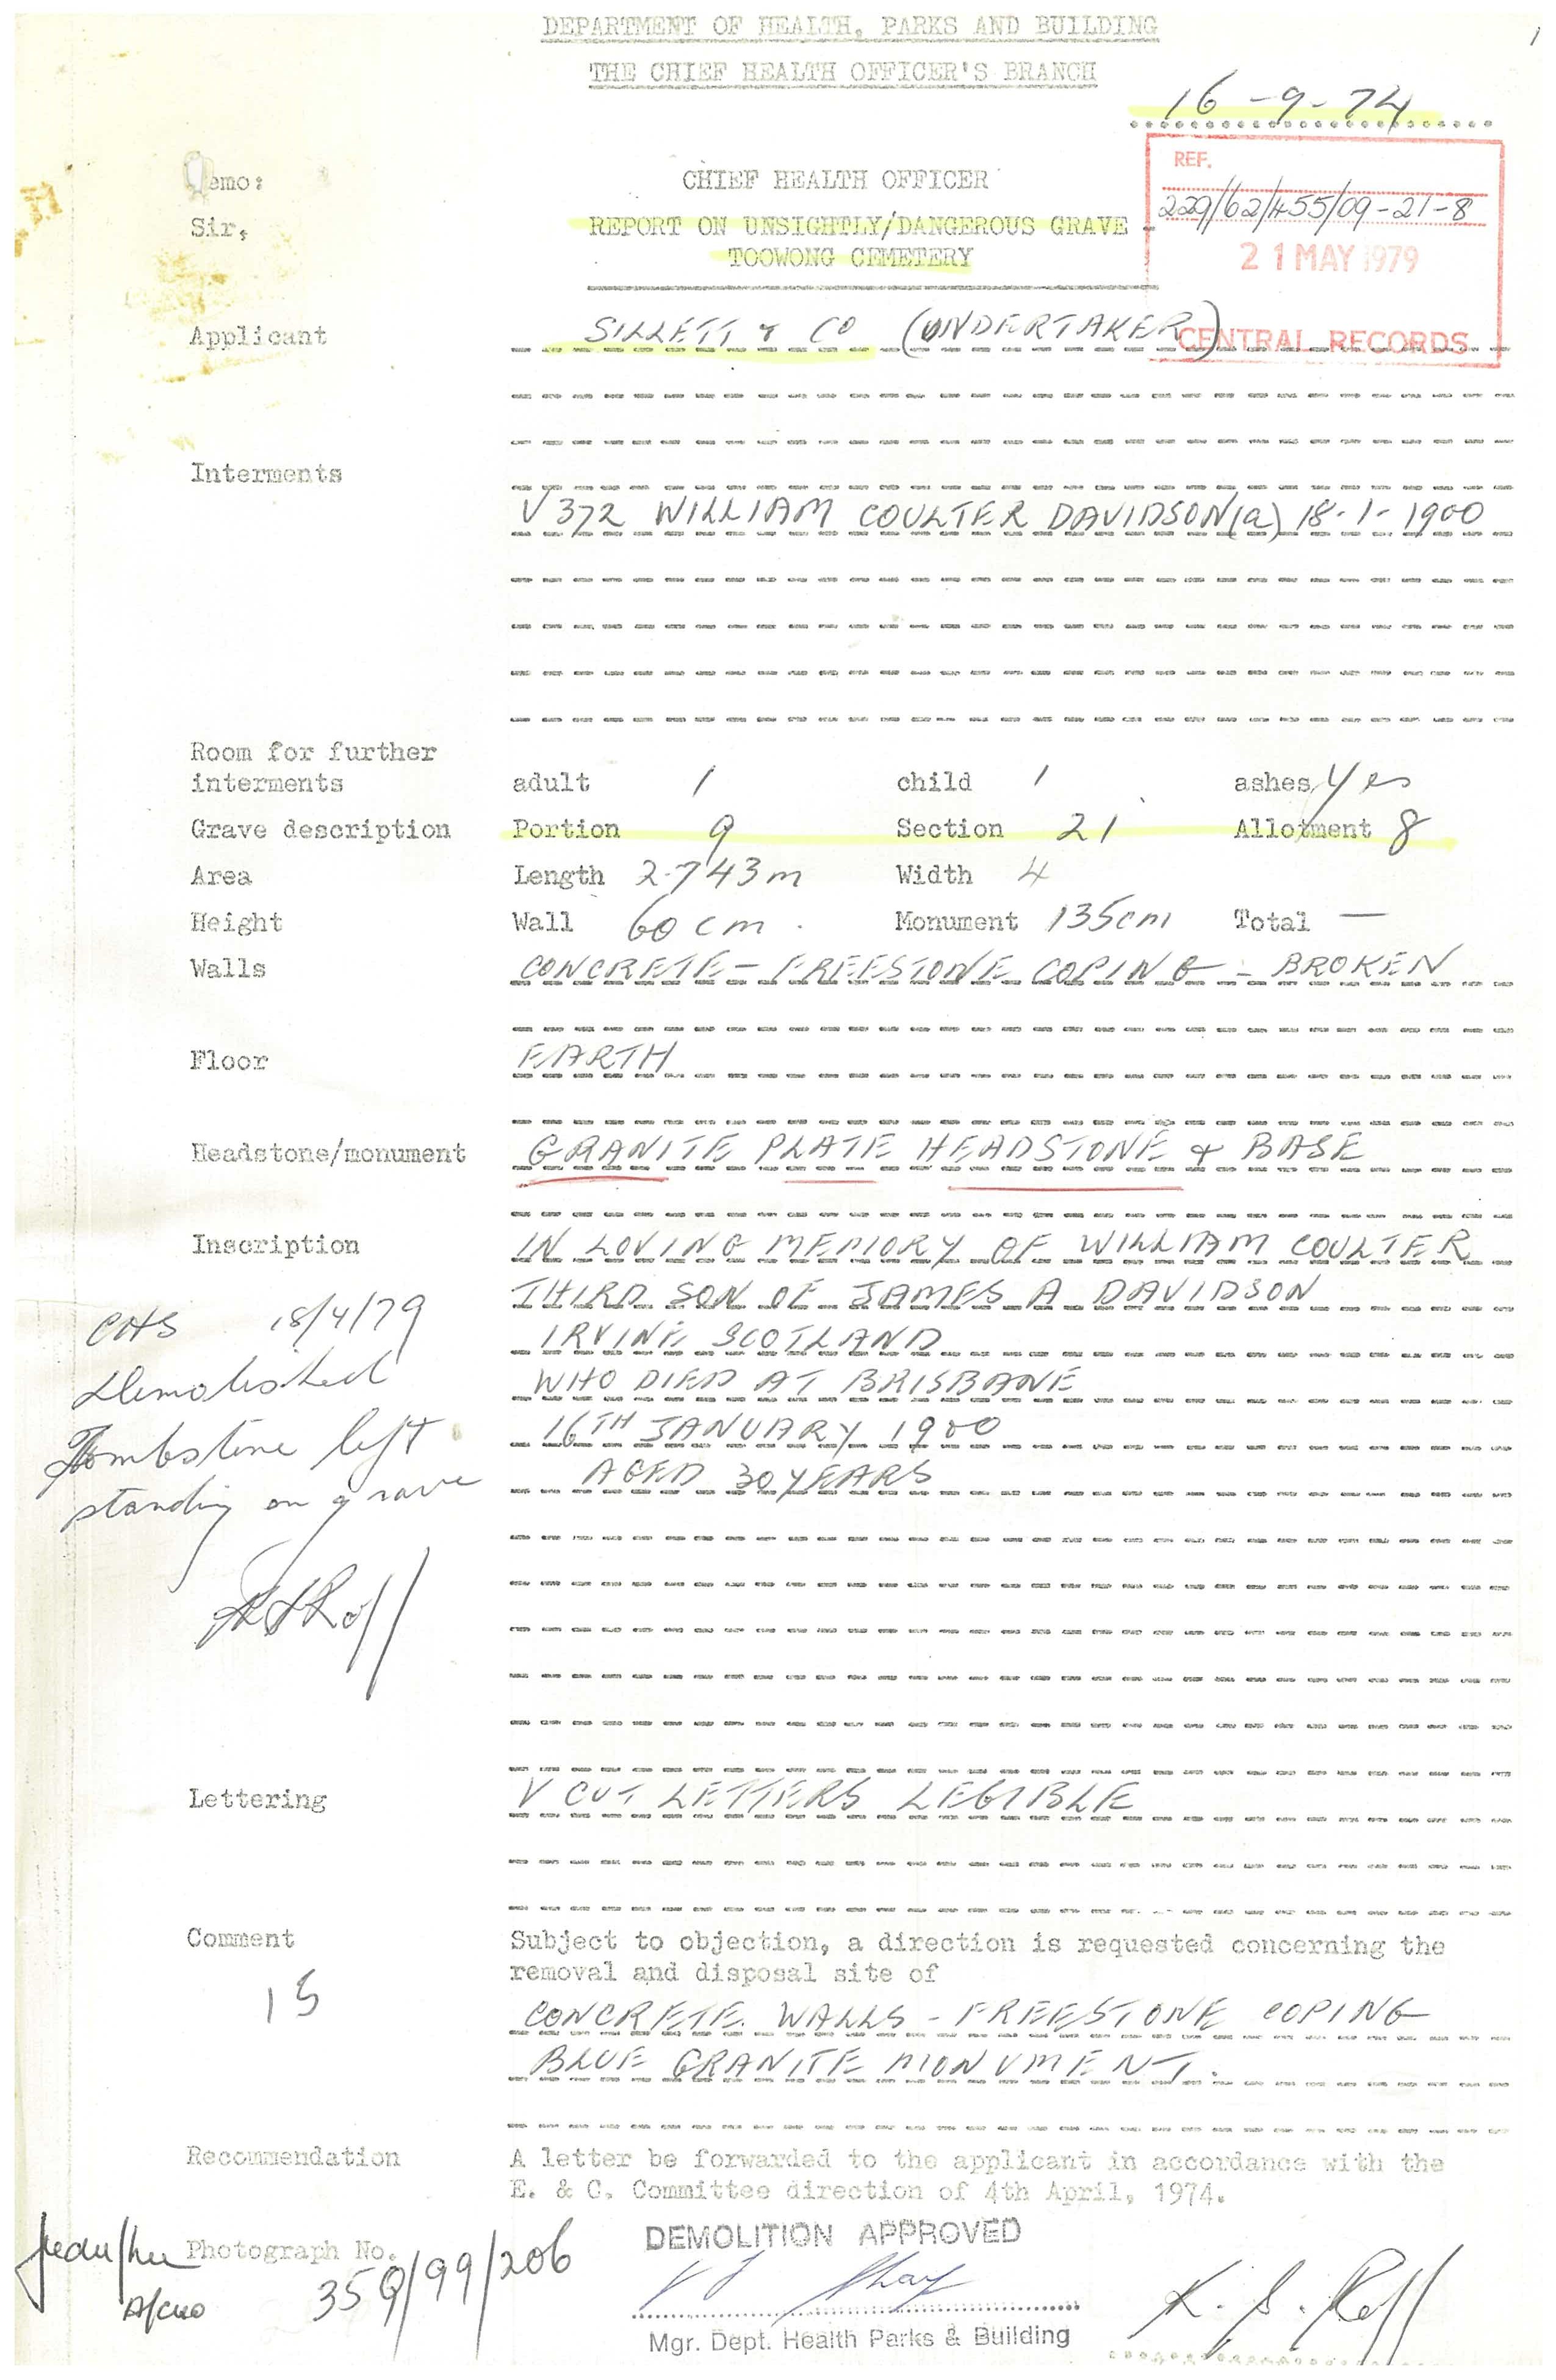 DEPARTMENT OF HEALTH, PARKS AND BUILDING
THE CHIEF HEALTH OFFICER'S BRANCH
16-9-74
REF.
229/62/455/09-21-8
21 MAY 1979
CENTRAL RECORDS
emo:
CHIEF HEALTH OFFICER
Sir,
REPORT ON UNSIGHTLY/DANGEROUS GRAVE -
TOOWONG CEMETERY
Applicant SILLETT & CO (UNDERTAKER)
Interments
V372 WILLIAM COULTER DAVIDSON (a) 18-1-1900
Room for further
interments adult 1 child 1 ashes yes
Grave description Portion 9 Section 21 Allotment 8
Area Length 2.743m Width 4
Height Wall 60cm. Monument 135cm Total —
Walls CONCRETE - FREESTONE COPING - BROKEN
Floor EARTH
Headstone/monument GRANITE PLATE HEADSTONE & BASE
Inscription IN LOVING MEMORY OF WILLIAM COULTER
THIRD SON OF JAMES A DAVIDSON
IRVINE SCOTLAND
WHO DIED AT BRISBANE
16TH JANUARY 1900
AGED 30 YEARS
CHS 18/4/79
Demolished
Tombstone left
standing on grave
Lettering V CUT LETTERS LEGIBLE
Comment Subject to objection, a direction is requested concerning the
removal and disposal site of
15
CONCRETE WALLS - FREESTONE COPING
BLUE GRANITE MONUMENT.
Recommendation A letter be forwarded to the applicant in accordance with the
E. & C. Committee direction of 4th April, 1974.
Photograph No. 359/99/206
DEMOLITION APPROVED
A/CHO
Mgr. Dept. Health Parks & Building
K. S. Roff